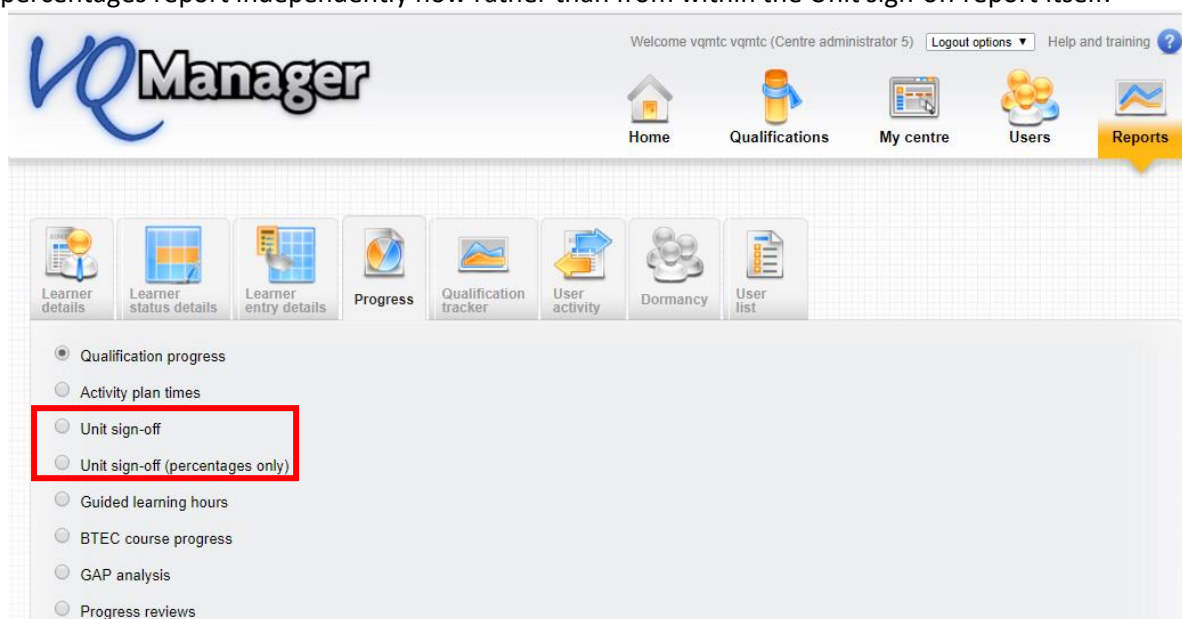 percentages report independently now rather than from within the Unit sign-off report itself
Welcome vqmtc vqmtc (Centre administrator 5) Logout options ▼ Help and training ?
VQManager
Home Qualifications My centre Users Reports
Learner details
Learner status details
Learner entry details
Progress
Qualification tracker
User activity
Dormancy
User list
Qualification progress
Activity plan times
Unit sign-off
Unit sign-off (percentages only)
Guided learning hours
BTEC course progress
GAP analysis
Progress reviews